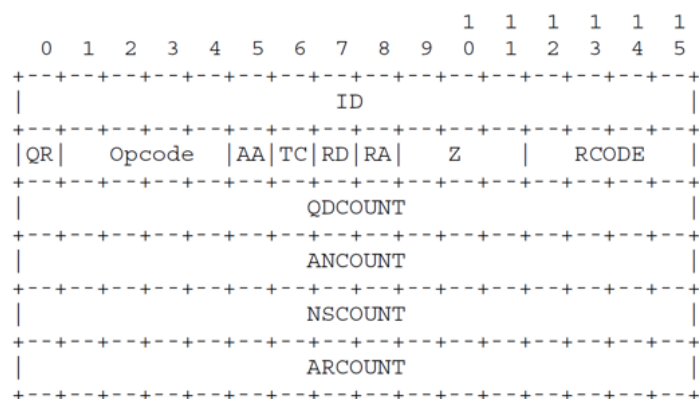 1  1  1  1  1  1
  0  1  2  3  4  5  6  7  8  9  0  1  2  3  4  5
+--+--+--+--+--+--+--+--+--+--+--+--+--+--+--+--+
|                      ID                       |
+--+--+--+--+--+--+--+--+--+--+--+--+--+--+--+--+
|QR|   Opcode  |AA|TC|RD|RA|   Z    |   RCODE   |
+--+--+--+--+--+--+--+--+--+--+--+--+--+--+--+--+
|                    QDCOUNT                    |
+--+--+--+--+--+--+--+--+--+--+--+--+--+--+--+--+
|                    ANCOUNT                    |
+--+--+--+--+--+--+--+--+--+--+--+--+--+--+--+--+
|                    NSCOUNT                    |
+--+--+--+--+--+--+--+--+--+--+--+--+--+--+--+--+
|                    ARCOUNT                    |
+--+--+--+--+--+--+--+--+--+--+--+--+--+--+--+--+